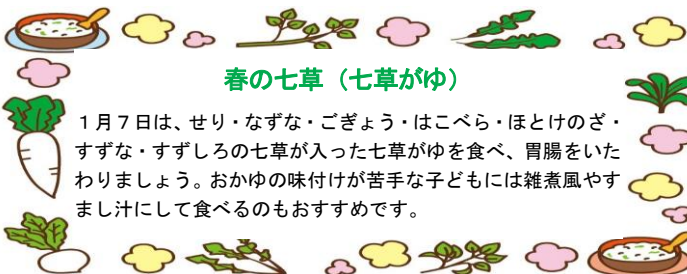 春の七草（七草がゆ）
１月７日は、せり・なずな・ごぎょう・はこべら・ほとけのざ・
すずな・すずしろの七草が入った七草がゆを食べ、胃腸をいた
わりましょう。おかゆの味付けが苦手な子どもには雑煮風やす
まし汁にして食べるのもおすすめです。